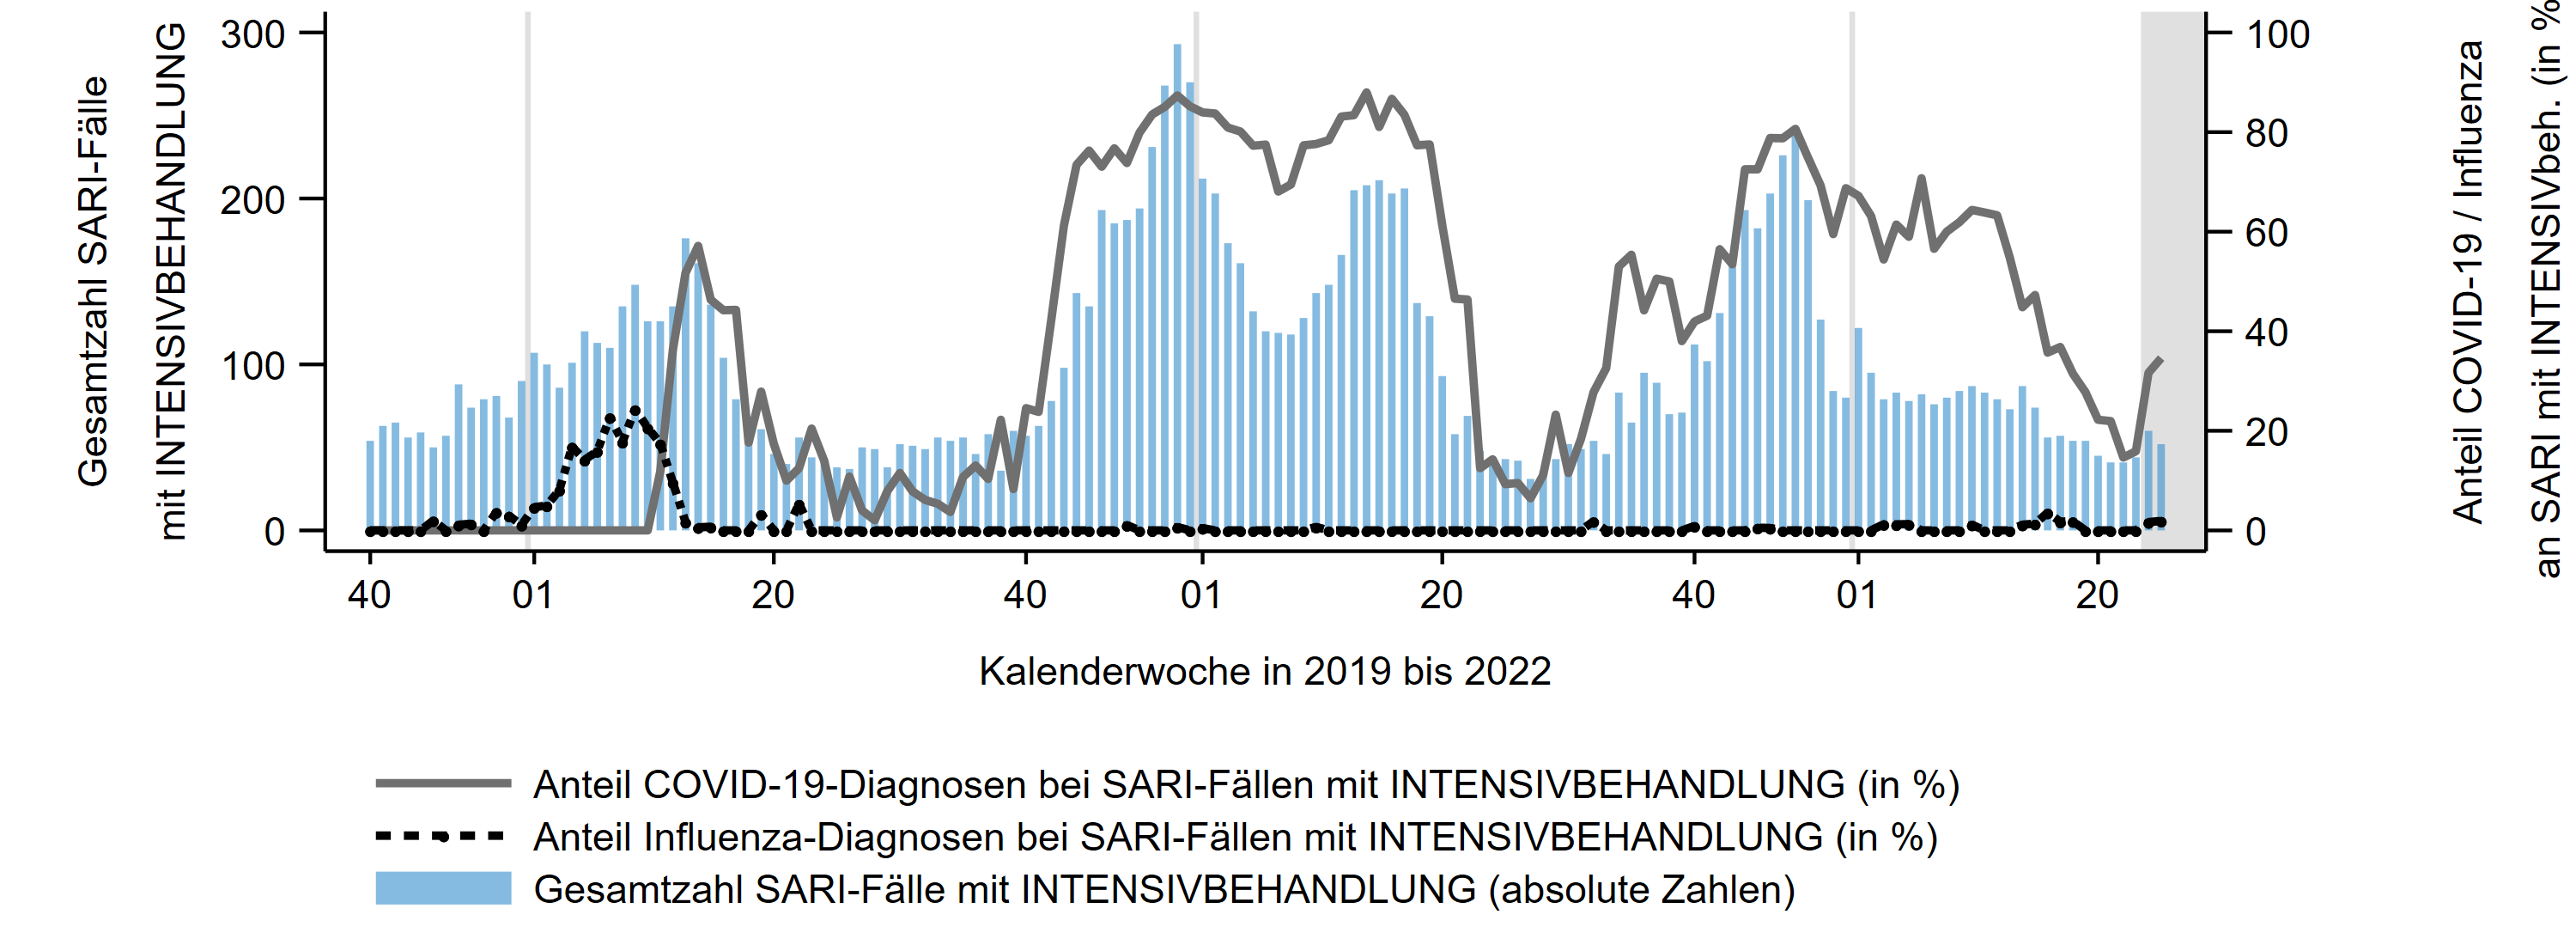 Gesamtzahl SARI-Fälle
mit INTENSIVBEHANDLUNG
300
200
100
0
100
80
60
40
20
0
Anteil COVID-19 / Influenza
an SARI mit INTENSIVbeh. (in %
40 01 20 40 01 20 40 01 20
Kalenderwoche in 2019 bis 2022
Anteil COVID-19-Diagnosen bei SARI-Fällen mit INTENSIVBEHANDLUNG (in %)
Anteil Influenza-Diagnosen bei SARI-Fällen mit INTENSIVBEHANDLUNG (in %)
Gesamtzahl SARI-Fälle mit INTENSIVBEHANDLUNG (absolute Zahlen)